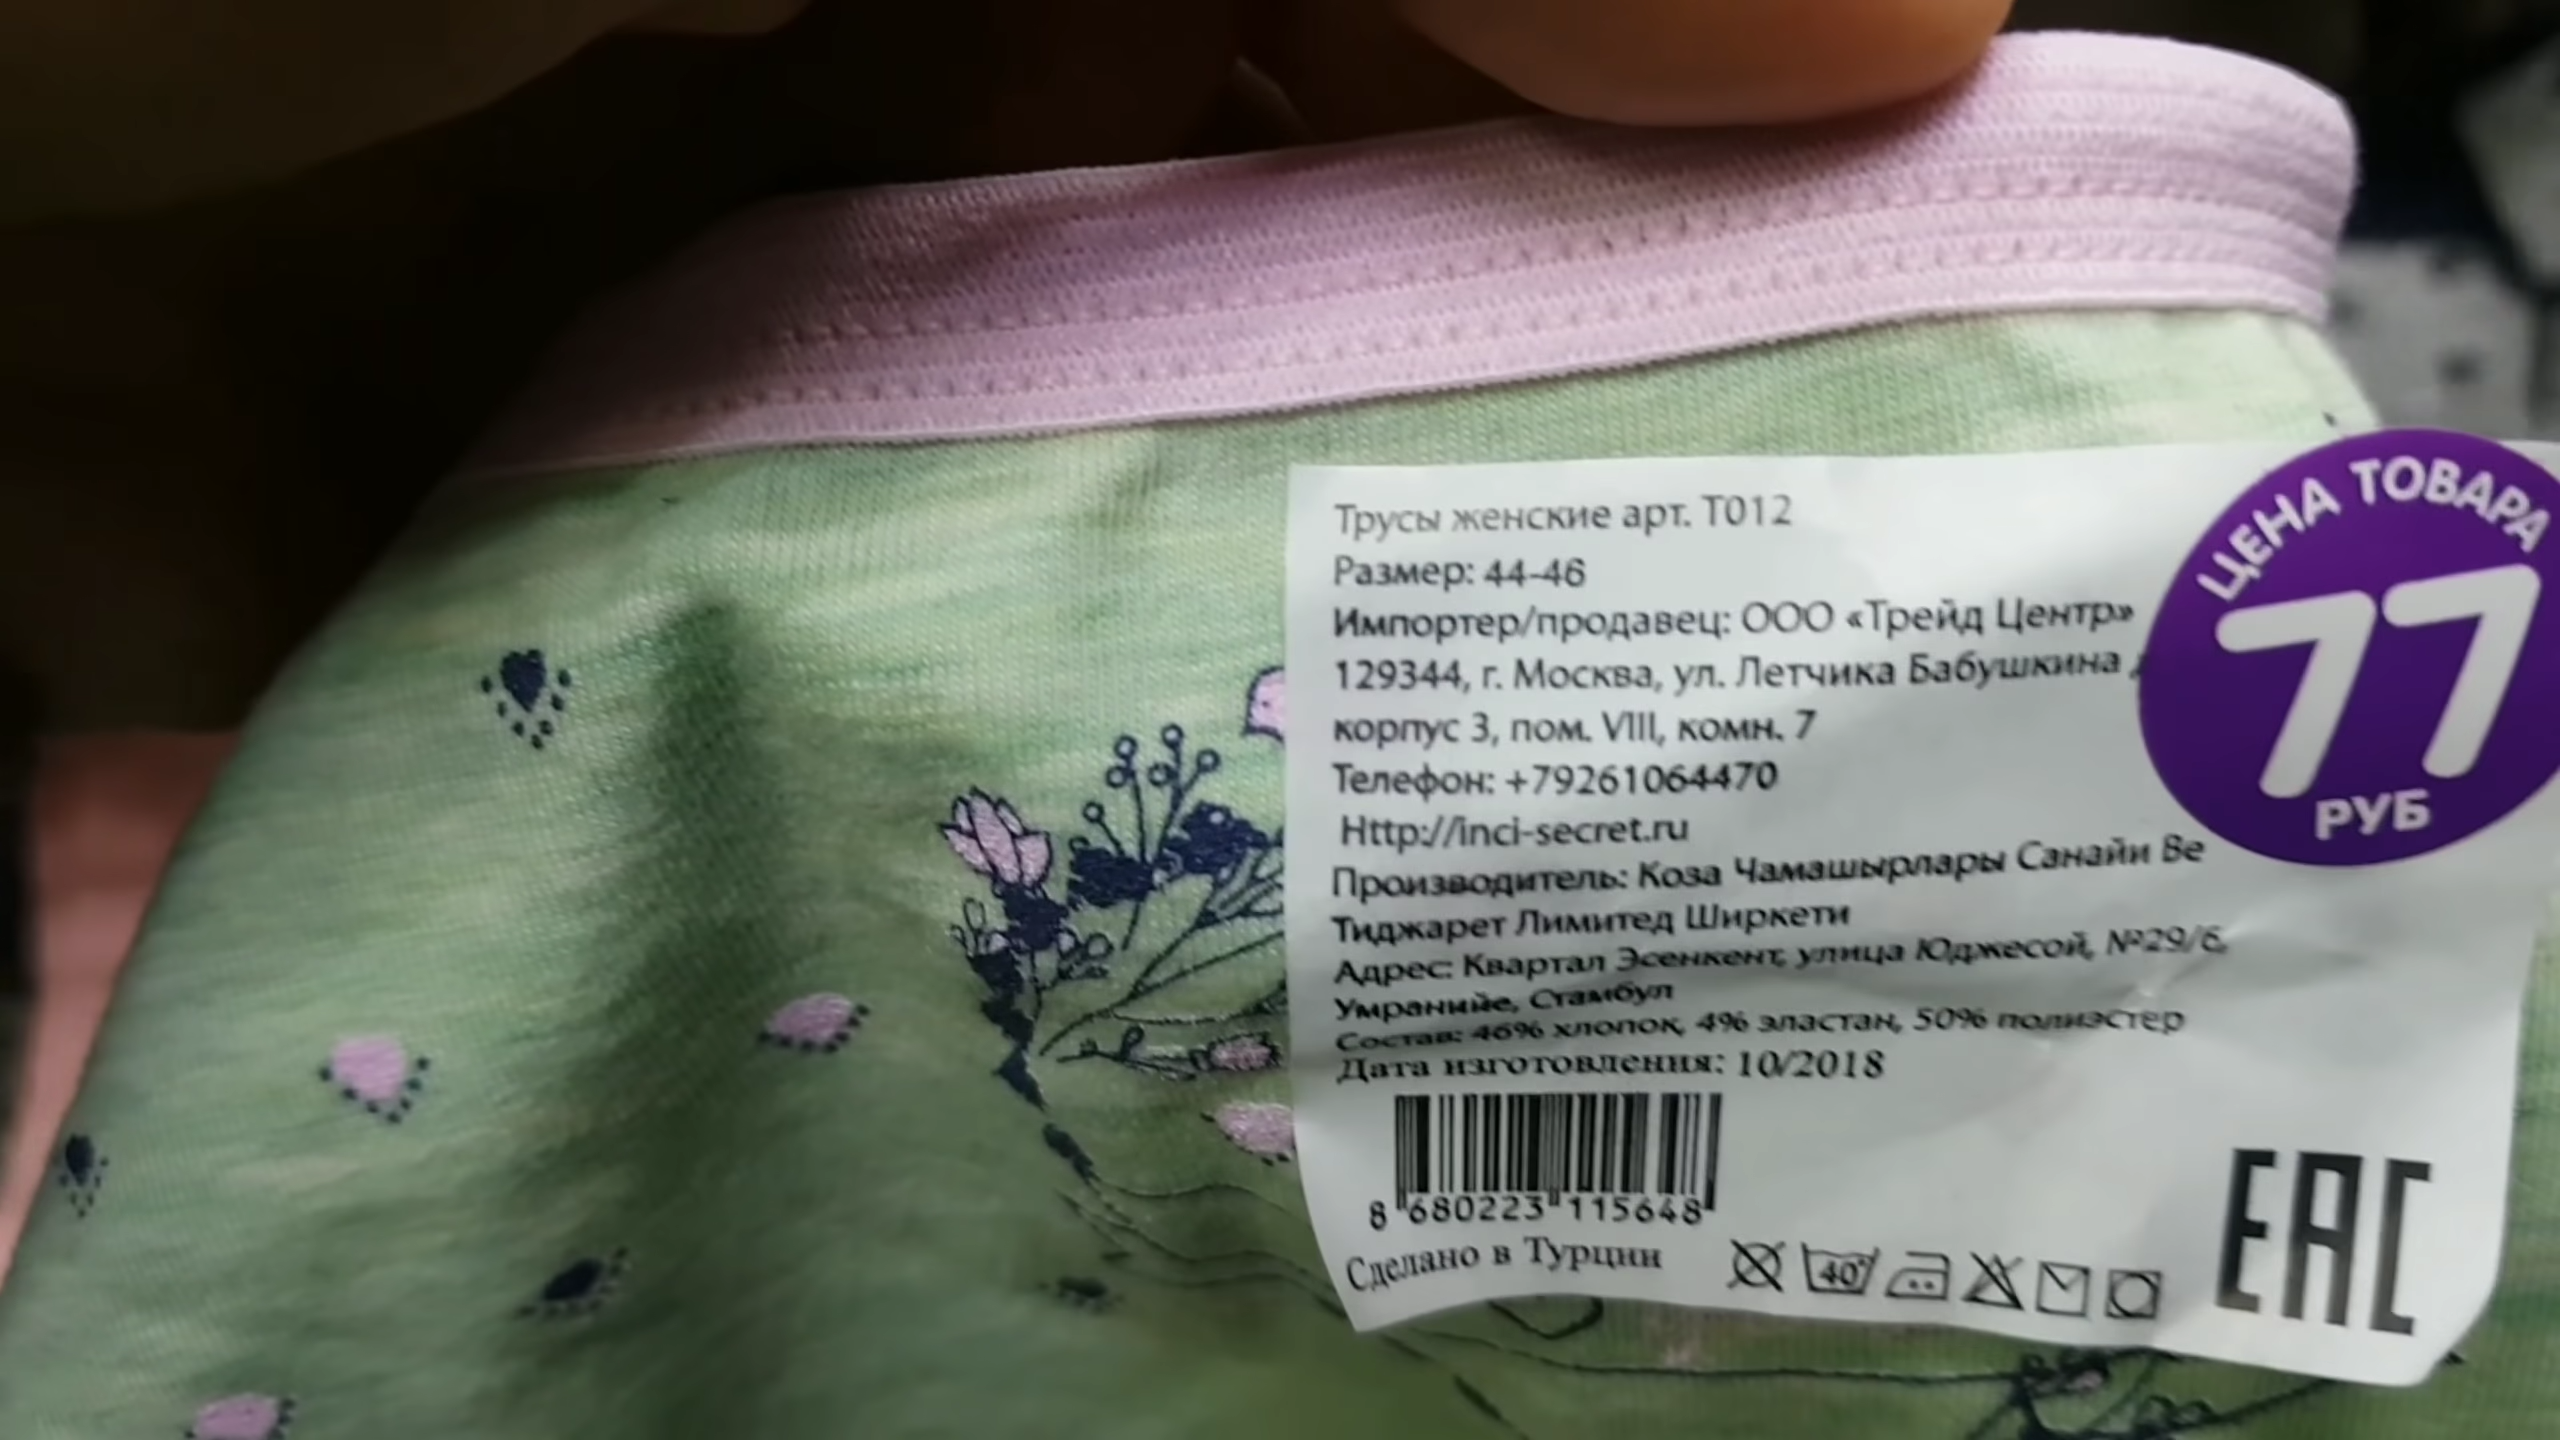 Трусы женские арт. T012
Размер: 44-46
Импортер/продавец: ООО «Трейд Центр»
129344, г. Москва, ул. Летчика Бабушкина
корпус 3, пом. VIII, комн. 7
Телефон: +79261064470
Http://inci-secret.ru
Производитель: Коза Чамашырлары Санайи Ве
Тиджарет Лимитед Ширкети
Адрес: Квартал Эсенкент, улица Юджесой, №29/6,
Умранийе, Стамбул
Состав: 46% хлопок, 4% эластан, 50% полиэстер
Дата изготовления: 10/2018
8 680223 115648
Сделано в Турции
40°
EAC
ЦЕНА ТОВАРА
77
РУБ